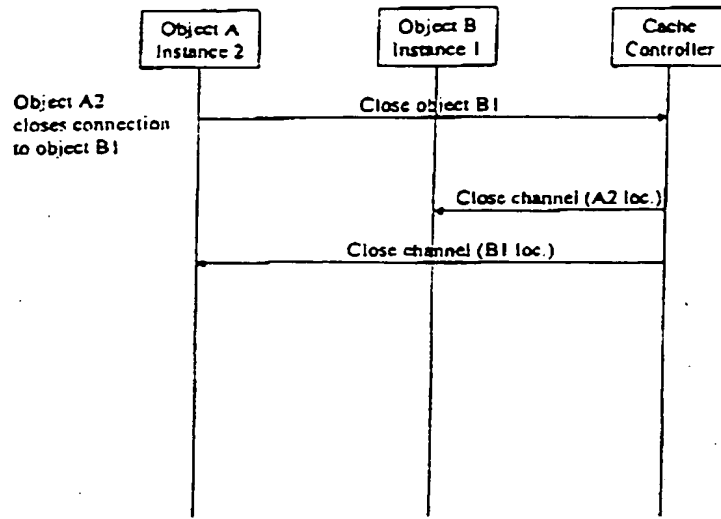 Object A
Instance 2
Object B
Instance 1
Cache
Controller
Object A2
closes connection
to object B1
Close object B1
Close channel (A2 loc.)
Close channel (B1 loc.)